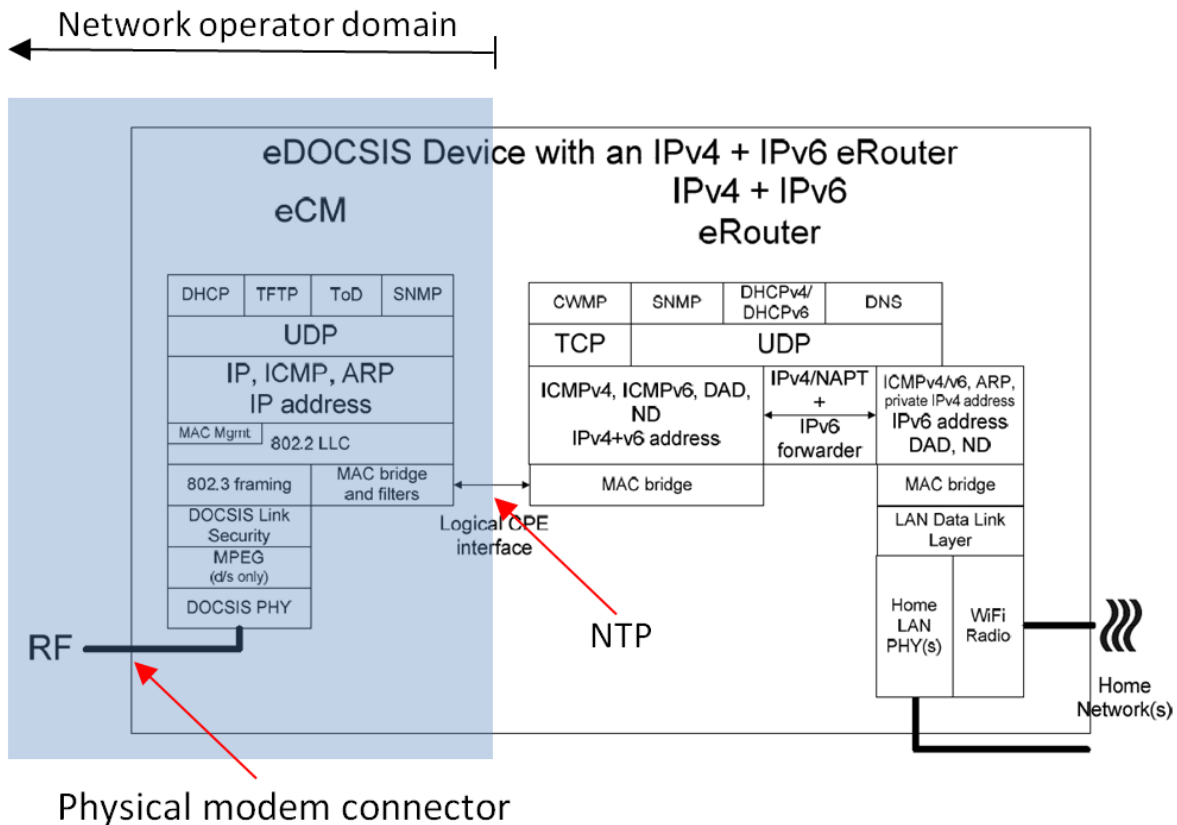 Network operator domain
eDOCSIS Device with an IPv4 + IPv6 eRouter
IPv4 + IPv6
eRouter
eCM
DHCP
TFTP
ToD
SNMP
UDP
IP, ICMP, ARP
IP address
MAC Mgmt
802.2 LLC
802.3 framing
MAC bridge
and filters
DOCSIS Link
Security
MPEG
(d/s only)
DOCSIS PHY
RF
Logical CPE
interface
NTP
CWMP
SNMP
DHCPv4/
DHCPv6
DNS
TCP
UDP
ICMPv4, ICMPv6, DAD,
ND
IPv4+v6 address
IPv4/NAPT
+
IPv6
forwarder
ICMPv4/v6, ARP,
private IPv4 address
IPv6 address
DAD, ND
MAC bridge
MAC bridge
LAN Data Link
Layer
Home
LAN
PHY(s)
WiFi
Radio
Home
Network(s)
Physical modem connector